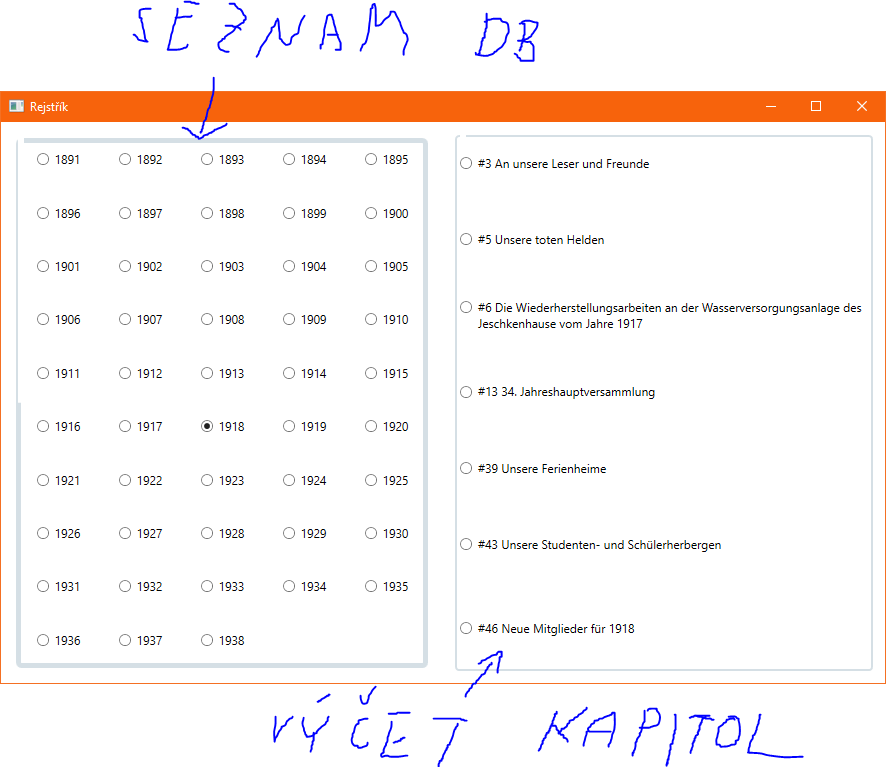 SEZNAM DB
Rejstřík
1891 1892 1893 1894 1895
1896 1897 1898 1899 1900
1901 1902 1903 1904 1905
1906 1907 1908 1909 1910
1911 1912 1913 1914 1915
1916 1917 1918 1919 1920
1921 1922 1923 1924 1925
1926 1927 1928 1929 1930
1931 1932 1933 1934 1935
1936 1937 1938
#3 An unsere Leser und Freunde
#5 Unsere toten Helden
#6 Die Wiederherstellungsarbeiten an der Wasserversorgungsanlage des
Jeschkenhause vom Jahre 1917
#13 34. Jahreshauptversammlung
#39 Unsere Ferienheime
#43 Unsere Studenten- und Schülerherbergen
#46 Neue Mitglieder für 1918
VÝČET KAPITOL